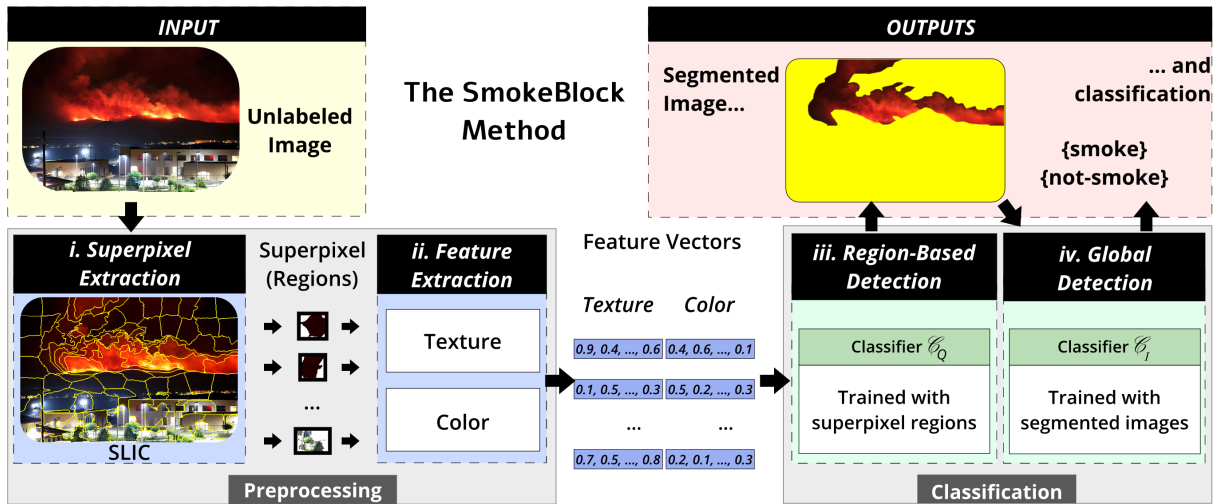 INPUT
Unlabeled
Image
The SmokeBlock
Method
OUTPUTS
Segmented
Image...
... and
classification
{smoke}
{not-smoke}
i. Superpixel
Extraction
SLIC
Superpixel
(Regions)
...
ii. Feature
Extraction
Texture
Color
Preprocessing
Feature Vectors
Texture Color
0.9, 0.4, ..., 0.6 0.4, 0.6, ..., 0.1
0.1, 0.5, ..., 0.3 0.5, 0.2, ..., 0.3
... ...
0.7, 0.5, ..., 0.8 0.2, 0.1, ..., 0.3
iii. Region-Based
Detection
Classifier 𝒞Q
Trained with
superpixel regions
iv. Global
Detection
Classifier 𝒞I
Trained with
segmented images
Classification